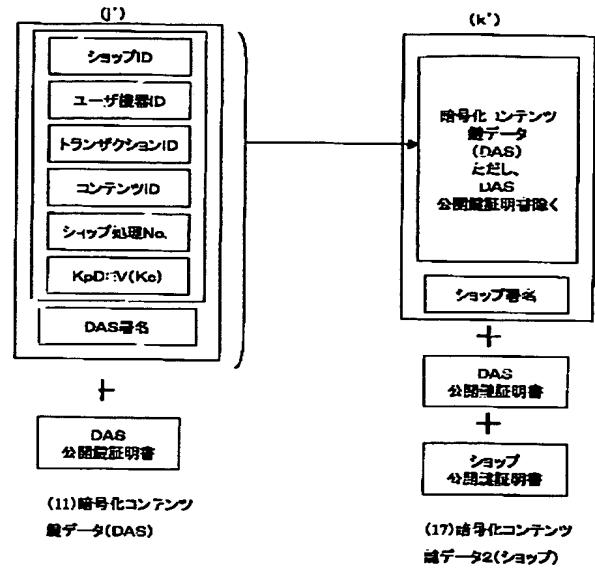 (j')
ショップID
ユーザ機器ID
トランザクションID
コンテンツID
ショップ処理No.
KpDEV(Kc)
DAS署名
+
DAS
公開鍵証明書
(11)暗号化コンテンツ
鍵データ(DAS)
(k')
暗号化コンテンツ
鍵データ
(DAS)
ただし、
DAS
公開鍵証明書除く
ショップ署名
+
DAS
公開鍵証明書
+
ショップ
公開鍵証明書
(17)暗号化コンテンツ
鍵データ2(ショップ)